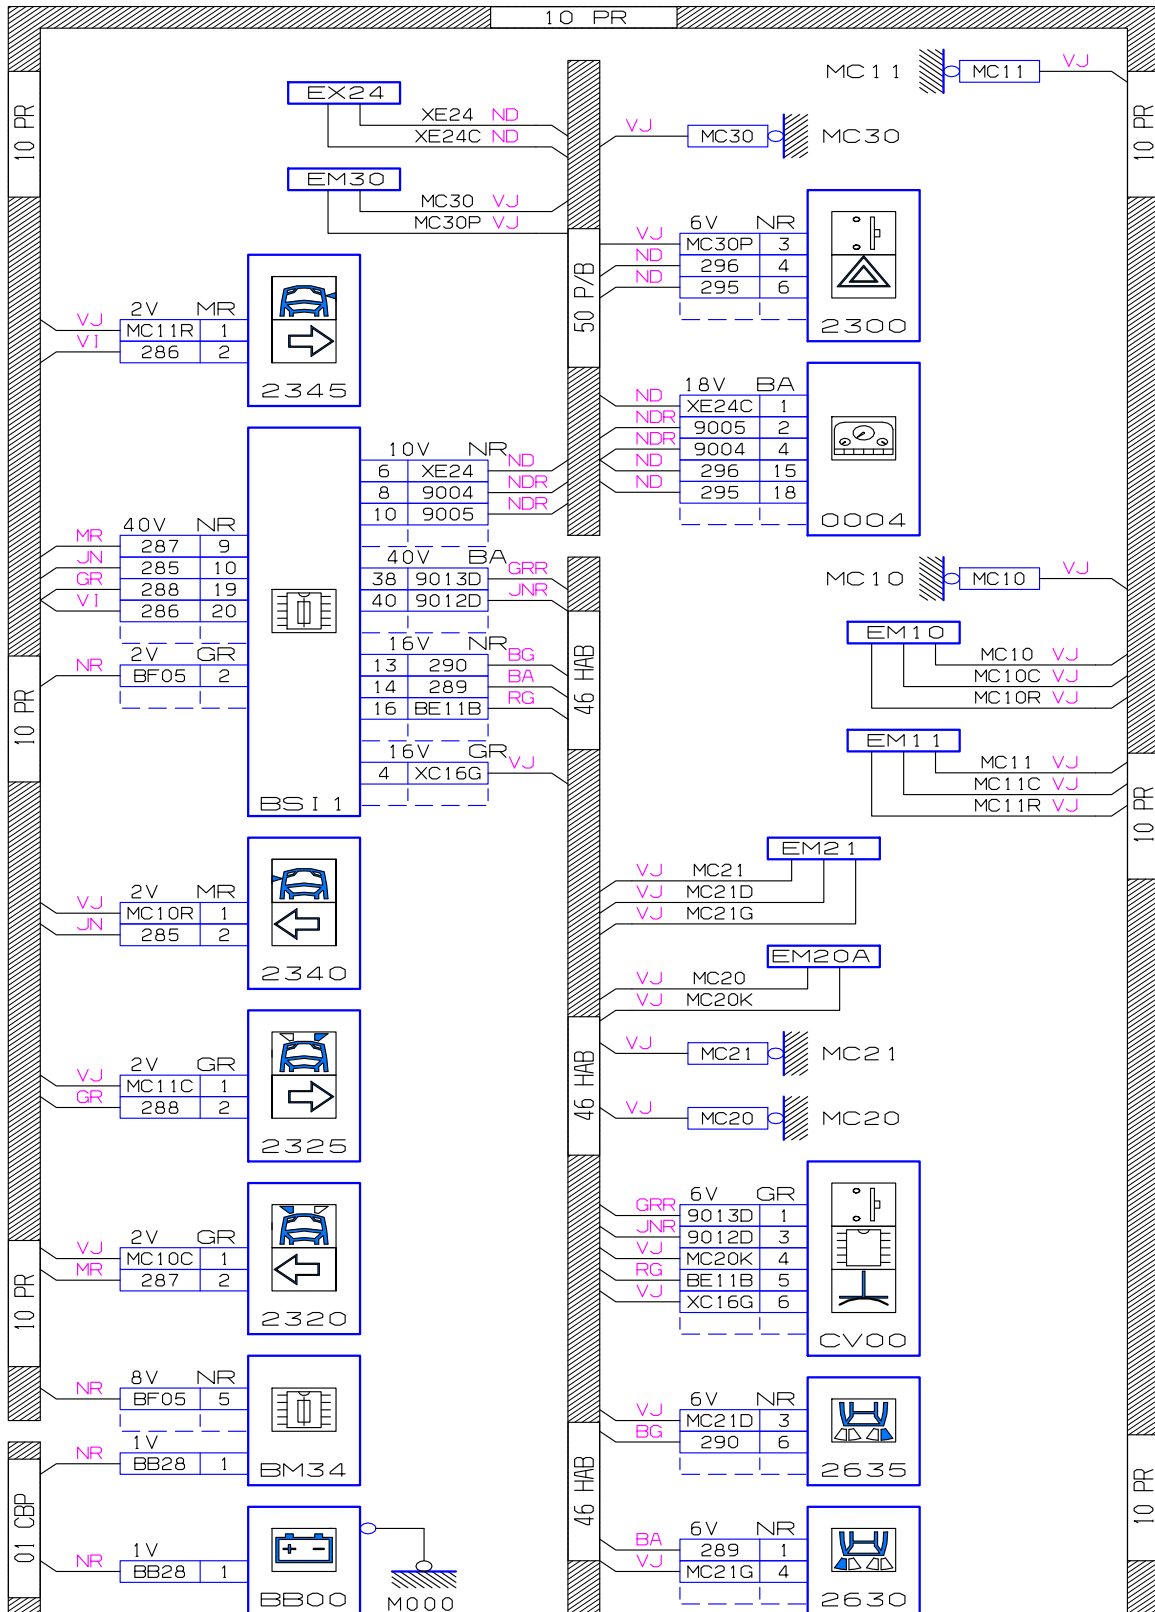 10 PR
10 PR
10 PR
10 PR
10 PR
01 CBP
EX24
XE24 ND
XE24C ND
EM30
MC30 VJ
MC30P VJ
2V MR
VJ MC11R 1
VI 286 2
2345
10V NR
6 XE24 ND
8 9004 NDR
10 9005 NDR
40V NR
MR 287 9
JN 285 10
GR 288 19
VI 286 20
40V BA
38 9013D GRR
40 9012D JNR
2V GR
NR BF05 2
16V NR
13 290 BG
14 289 BA
16 BE11B RG
16V GR
4 XC16G VJ
BSI1
2V MR
VJ MC10R 1
JN 285 2
2340
2V GR
VJ MC11C 1
GR 288 2
2325
2V GR
VJ MC10C 1
MR 287 2
2320
8V NR
NR BF05 5
1V
NR BB28 1
BM34
1V
NR BB28 1
BB00
M000
50 P/B
46 HAB
46 HAB
46 HAB
MC11 MC11 VJ
VJ MC30 MC30
6V NR
VJ MC30P 3
ND 296 4
ND 295 6
2300
18V BA
ND XE24C 1
NDR 9005 2
NDR 9004 4
ND 296 15
ND 295 18
0004
MC10 MC10 VJ
EM10
MC10 VJ
MC10C VJ
MC10R VJ
EM11
MC11 VJ
MC11C VJ
MC11R VJ
EM21
VJ MC21
VJ MC21D
VJ MC21G
EM20A
VJ MC20
VJ MC20K
VJ MC21 MC21
VJ MC20 MC20
6V GR
GRR 9013D 1
JNR 9012D 3
VJ MC20K 4
RG BE11B 5
VJ XC16G 6
CV00
6V NR
VJ MC21D 3
BG 290 6
2635
6V NR
BA 289 1
VJ MC21G 4
2630
10 PR
10 PR
10 PR